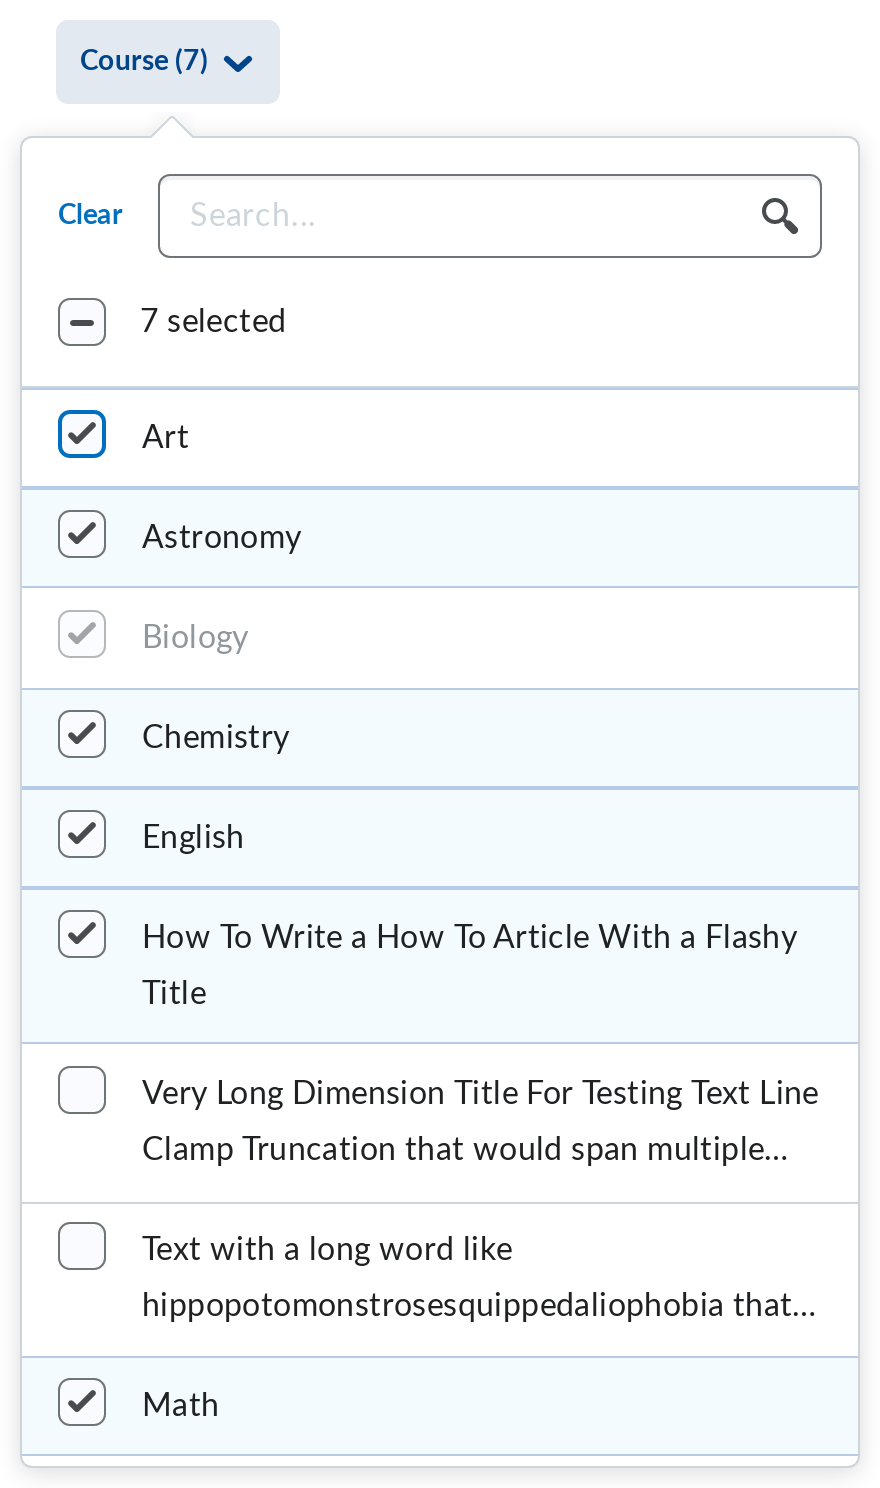 Course (7)
Clear
Search...
7 selected
Art
Astronomy
Biology
Chemistry
English
How To Write a How To Article With a Flashy
Title
Very Long Dimension Title For Testing Text Line
Clamp Truncation that would span multiple...
Text with a long word like
hippopotomonstrosesquippedaliophobia that...
Math